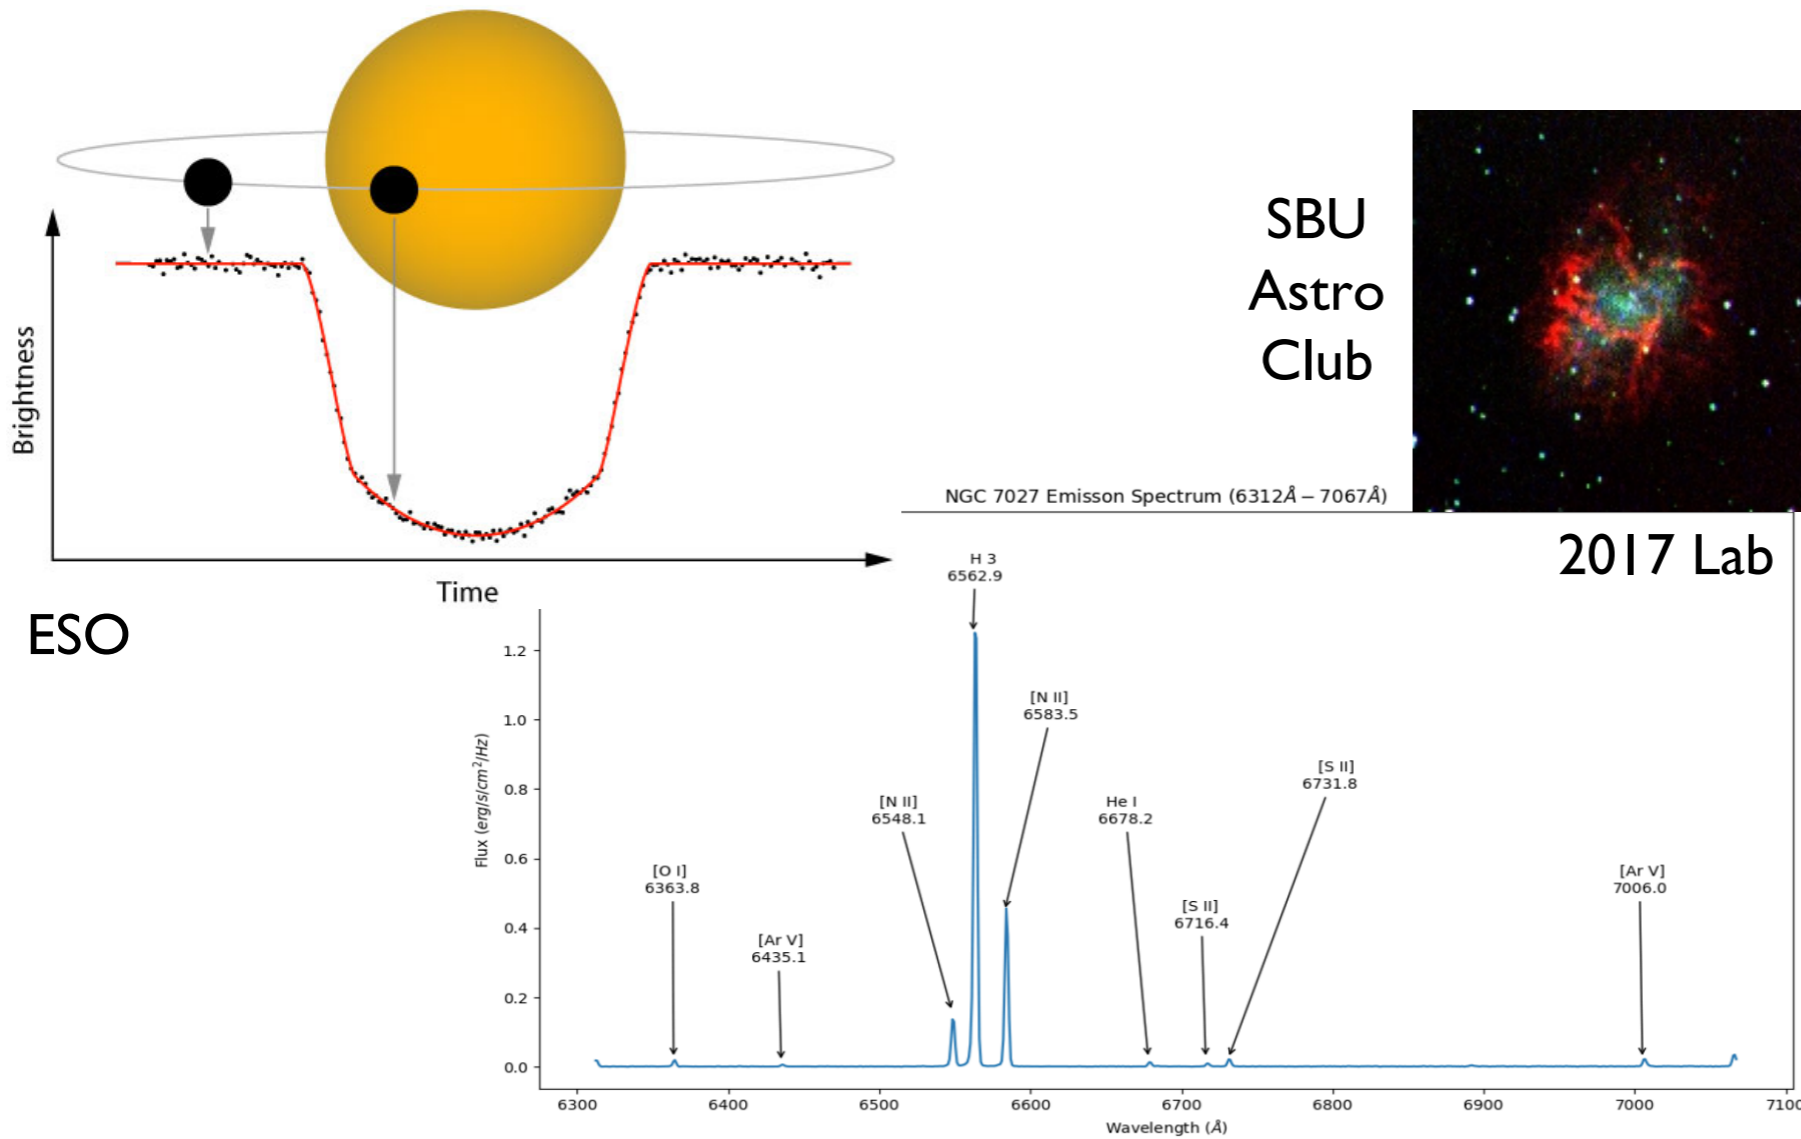 Brightness
Time
ESO
SBU
Astro
Club
NGC 7027 Emisson Spectrum (6312Å − 7067Å)
2017 Lab
H 3
6562.9
[N II]
6583.5
[S II]
6731.8
[N II]
6548.1
He I
6678.2
[O I]
6363.8
[Ar V]
7006.0
[S II]
6716.4
[Ar V]
6435.1
Flux (erg/s/cm²/Hz)
1.2
1.0
0.8
0.6
0.4
0.2
0.0
6300 6400 6500 6600 6700 6800 6900 7000 7100
Wavelength (Å)